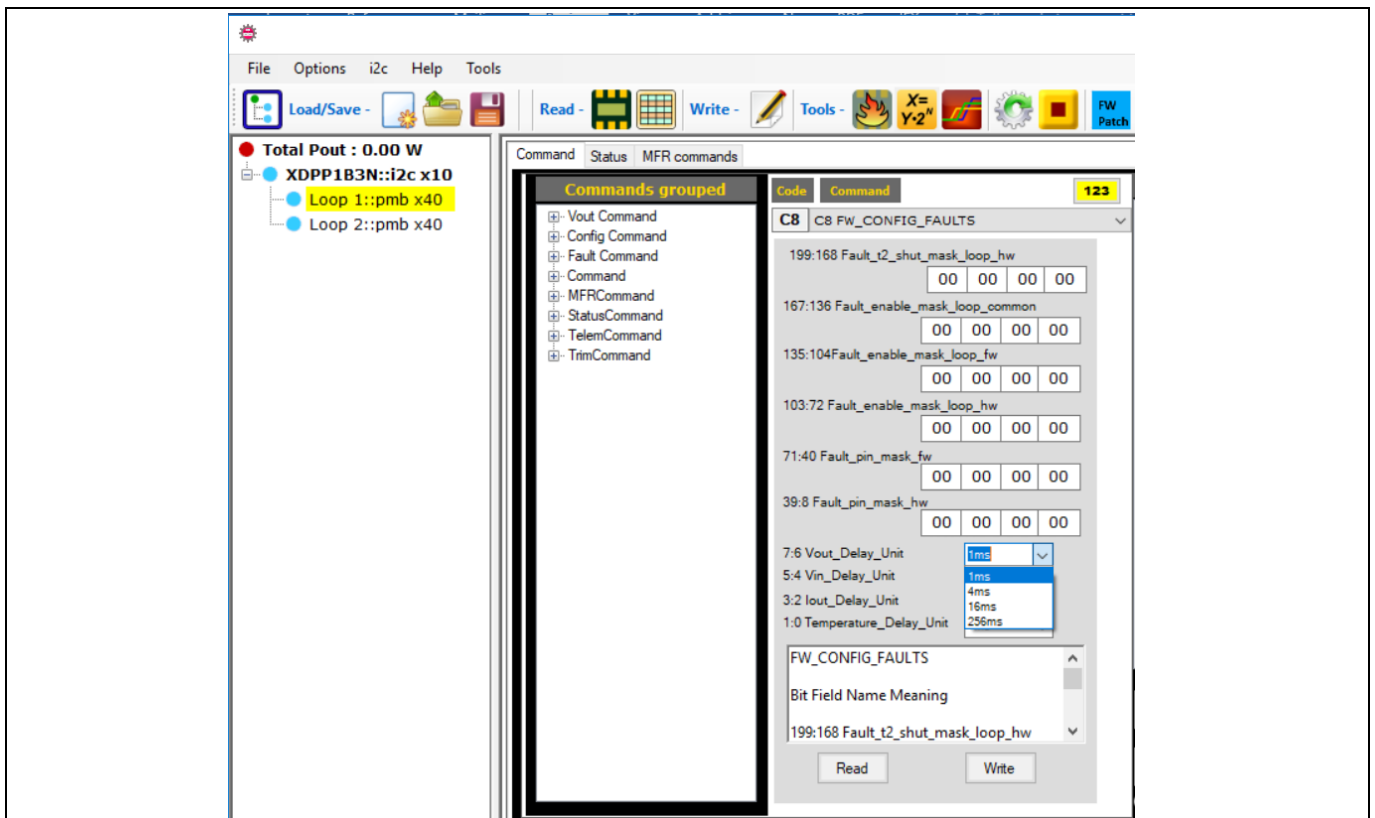 File Options i2c Help Tools
Load/Save - Read - Write - Tools - X= Y·2ⁿ FW Patch
Total Pout : 0.00 W
XDPP1B3N::i2c x10
Loop 1::pmb x40
Loop 2::pmb x40
Command Status MFR commands
Commands grouped
Vout Command
Config Command
Fault Command
Command
MFRCommand
StatusCommand
TelemCommand
TrimCommand
Code Command 123
C8 C8 FW_CONFIG_FAULTS
199:168 Fault_t2_shut_mask_loop_hw
00 00 00 00
167:136 Fault_enable_mask_loop_common
00 00 00 00
135:104Fault_enable_mask_loop_fw
00 00 00 00
103:72 Fault_enable_mask_loop_hw
00 00 00 00
71:40 Fault_pin_mask_fw
00 00 00 00
39:8 Fault_pin_mask_hw
00 00 00 00
7:6 Vout_Delay_Unit 1ms
5:4 Vin_Delay_Unit 1ms
4ms
3:2 Iout_Delay_Unit 16ms
1:0 Temperature_Delay_Unit 256ms
FW_CONFIG_FAULTS
Bit Field Name Meaning
199:168 Fault_t2_shut_mask_loop_hw
Read Write